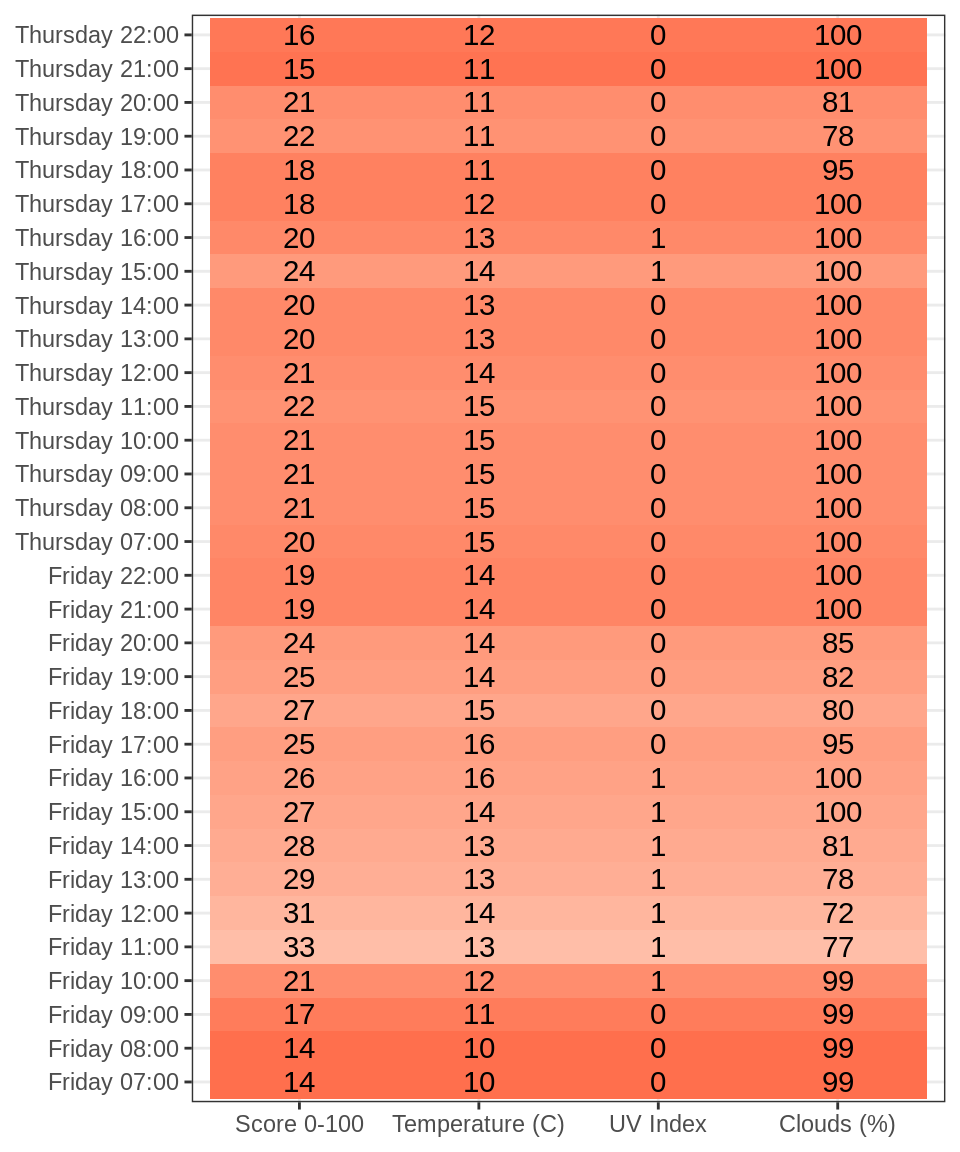 Thursday 22:00 16 12 0 100
Thursday 21:00 15 11 0 100
Thursday 20:00 21 11 0 81
Thursday 19:00 22 11 0 78
Thursday 18:00 18 11 0 95
Thursday 17:00 18 12 0 100
Thursday 16:00 20 13 1 100
Thursday 15:00 24 14 1 100
Thursday 14:00 20 13 0 100
Thursday 13:00 20 13 0 100
Thursday 12:00 21 14 0 100
Thursday 11:00 22 15 0 100
Thursday 10:00 21 15 0 100
Thursday 09:00 21 15 0 100
Thursday 08:00 21 15 0 100
Thursday 07:00 20 15 0 100
Friday 22:00 19 14 0 100
Friday 21:00 19 14 0 100
Friday 20:00 24 14 0 85
Friday 19:00 25 14 0 82
Friday 18:00 27 15 0 80
Friday 17:00 25 16 0 95
Friday 16:00 26 16 1 100
Friday 15:00 27 14 1 100
Friday 14:00 28 13 1 81
Friday 13:00 29 13 1 78
Friday 12:00 31 14 1 72
Friday 11:00 33 13 1 77
Friday 10:00 21 12 1 99
Friday 09:00 17 11 0 99
Friday 08:00 14 10 0 99
Friday 07:00 14 10 0 99
Score 0-100 Temperature (C) UV Index Clouds (%)